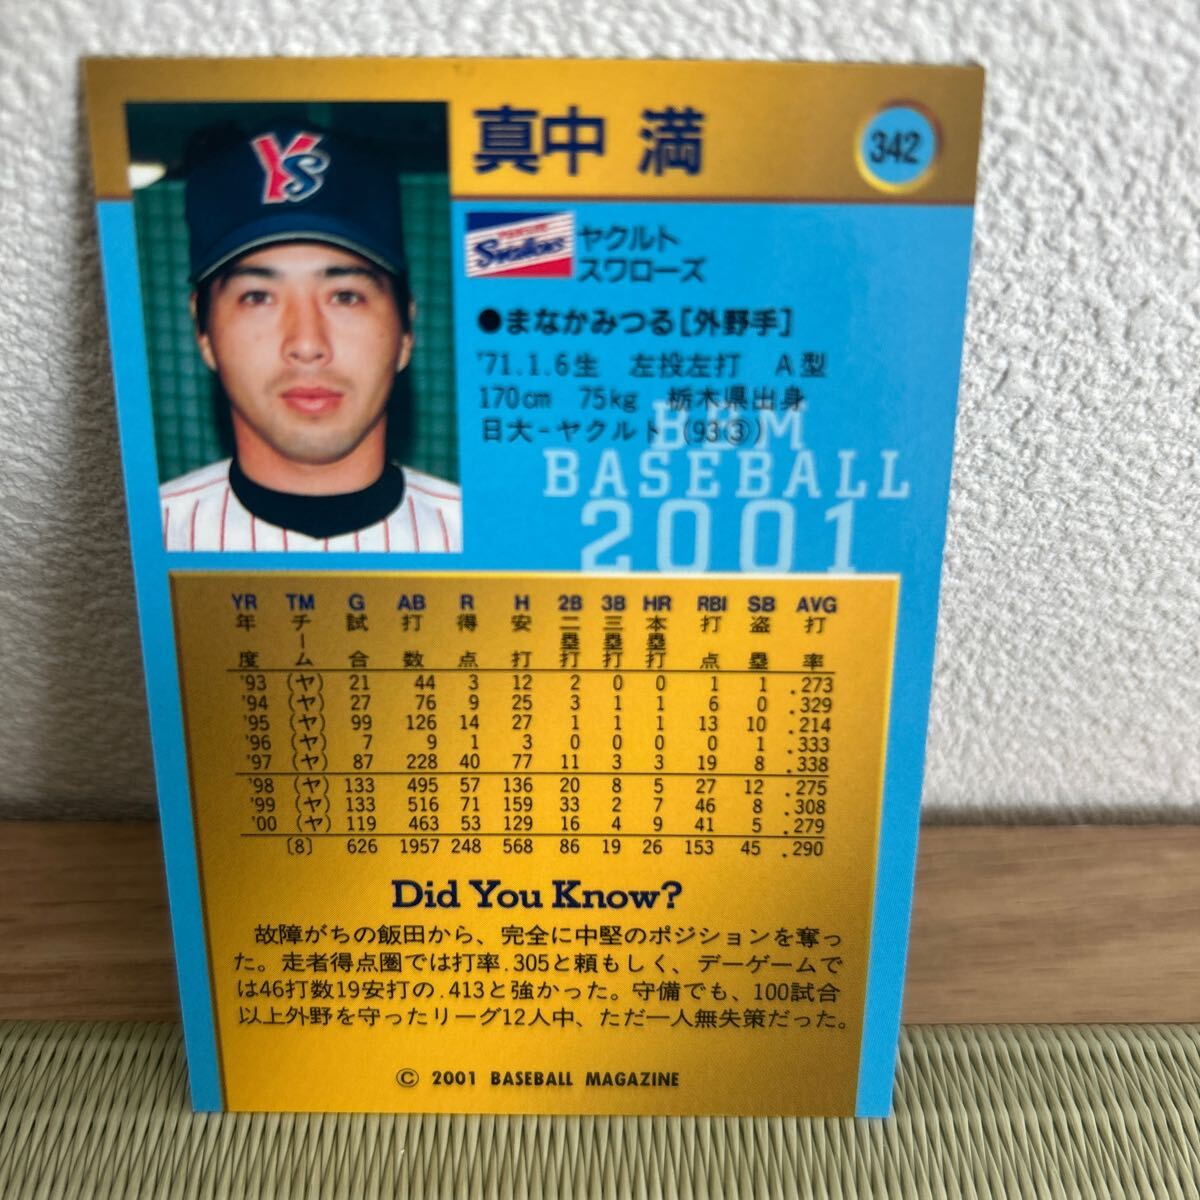 真中 満
342
YS
Swallows
ヤクルト
スワローズ
●まなかみつる[外野手]
'71.1.6生 左投左打 A型
170cm 75kg 栃木県出身
日大-ヤクルト (93③)
BBM
BASEBALL
2001
YR TM G AB R H 2B 3B HR RBI SB AVG
年度 チーム 試合 打数 得点 安打 二塁打 三塁打 本塁打 打点 盗塁 打率
'93 (ヤ) 21 44 3 12 2 0 0 1 1 .273
'94 (ヤ) 27 76 9 25 3 1 1 6 0 .329
'95 (ヤ) 99 126 14 27 1 1 1 13 10 .214
'96 (ヤ) 7 9 1 3 0 0 0 0 1 .333
'97 (ヤ) 87 228 40 77 11 3 3 19 8 .338
'98 (ヤ) 133 495 57 136 20 8 5 27 12 .275
'99 (ヤ) 133 516 71 159 33 2 7 46 8 .308
'00 (ヤ) 119 463 53 129 16 4 9 41 5 .279
[8] 626 1957 248 568 86 19 26 153 45 .290
Did You Know?
故障がちの飯田から、完全に中堅のポジションを奪っ
た。走者得点圏では打率.305と頼もしく、デーゲームで
は46打数19安打の.413と強かった。守備でも、100試合
以上外野を守ったリーグ12人中、ただ一人無失策だった。
© 2001 BASEBALL MAGAZINE